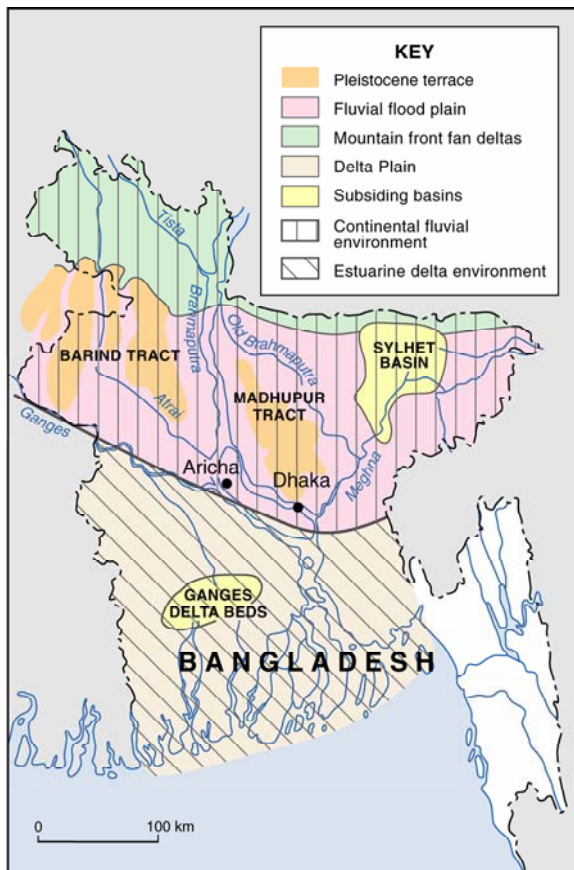 KEY
Pleistocene terrace
Fluvial flood plain
Mountain front fan deltas
Delta Plain
Subsiding basins
Continental fluvial
environment
Estuarine delta environment
Tista
Brahmaputra
Old Brahmaputra
SYLHET
BASIN
BARIND TRACT
MADHUPUR
TRACT
Atrai
Ganges
Meghna
Aricha
Dhaka
GANGES
DELTA BEDS
BANGLADESH
0 100 km